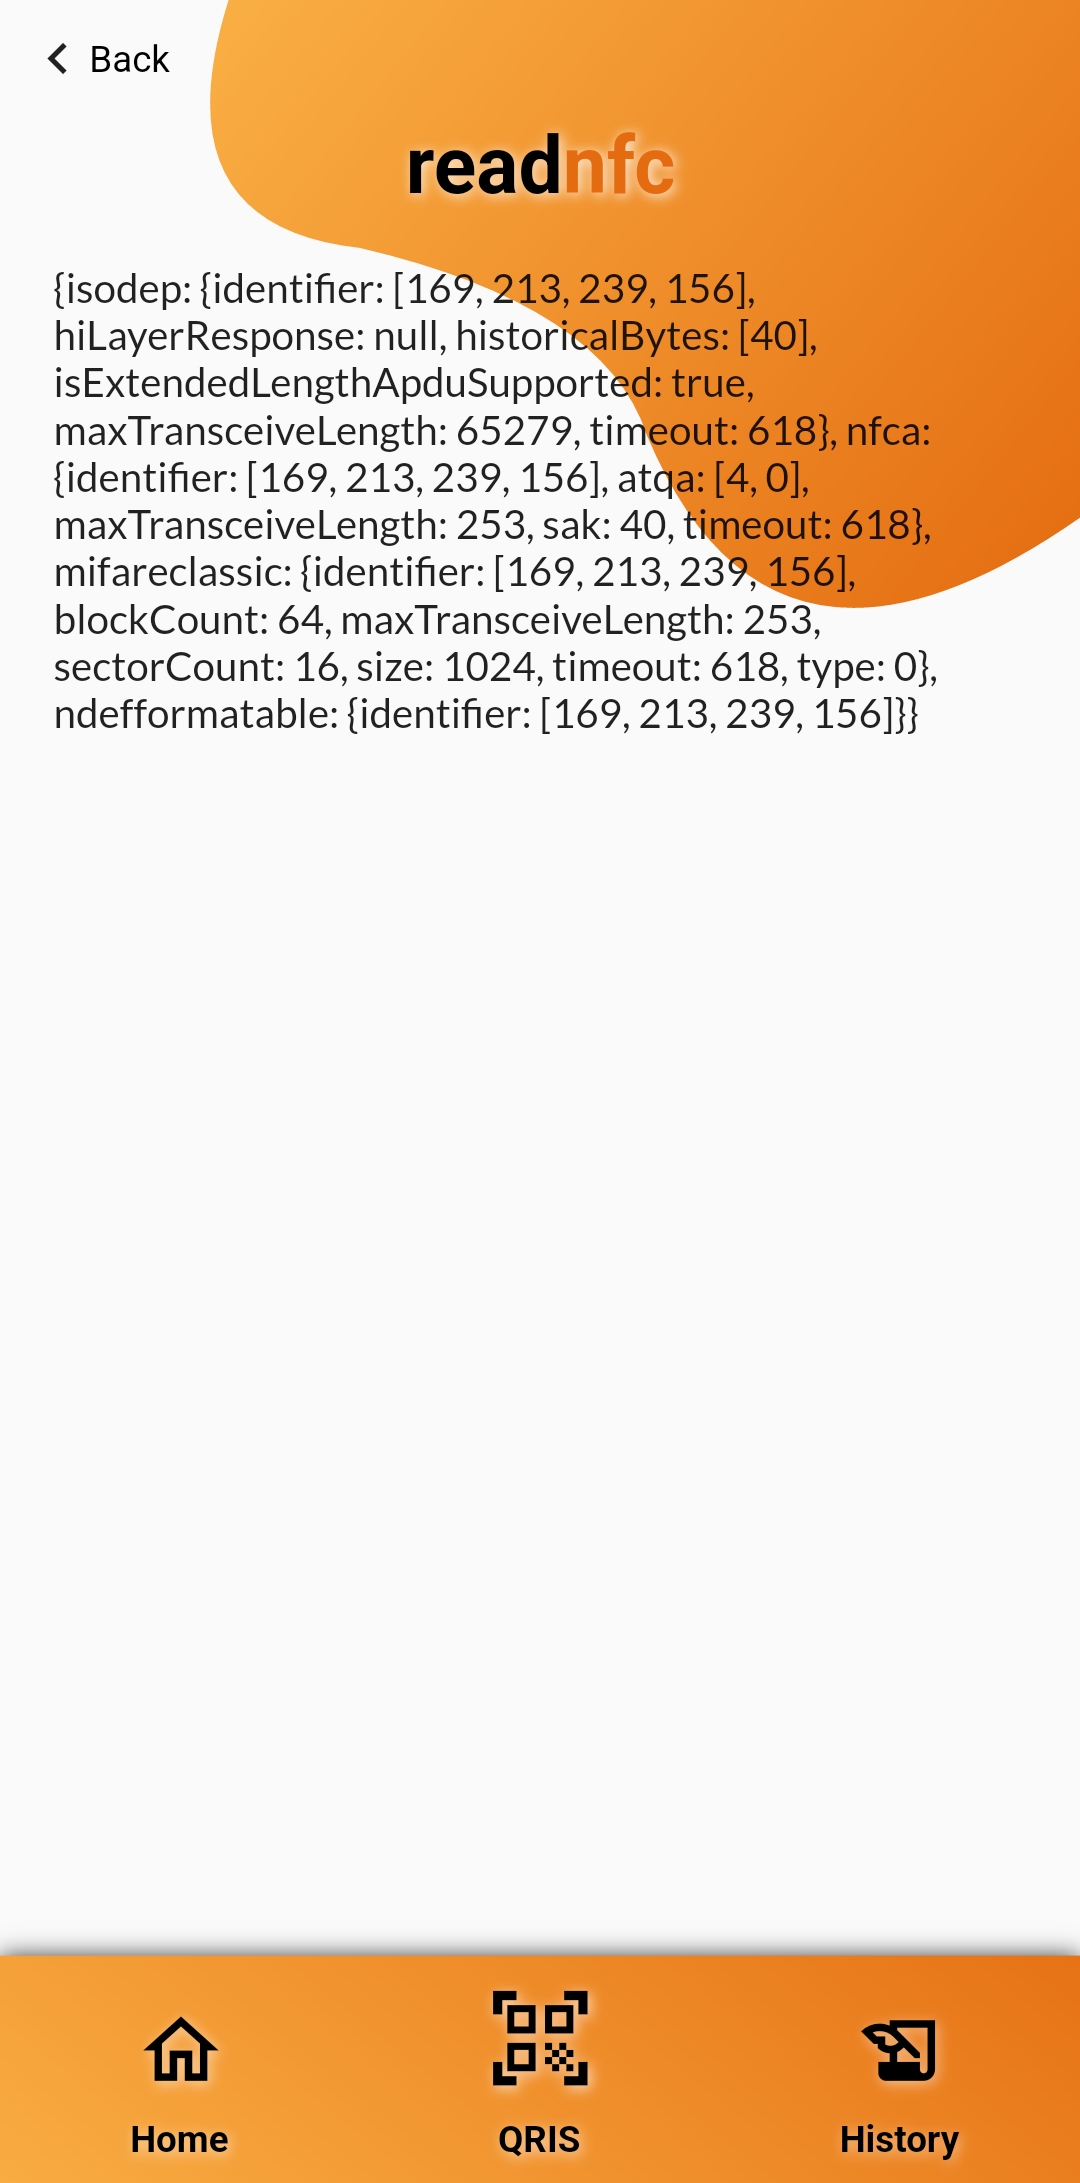 Back
readnfc
{isodep: {identifier: [169, 213, 239, 156],
hiLayerResponse: null, historicalBytes: [40],
isExtendedLengthApduSupported: true,
maxTransceiveLength: 65279, timeout: 618}, nfca:
{identifier: [169, 213, 239, 156], atqa: [4, 0],
maxTransceiveLength: 253, sak: 40, timeout: 618},
mifareclassic: {identifier: [169, 213, 239, 156],
blockCount: 64, maxTransceiveLength: 253,
sectorCount: 16, size: 1024, timeout: 618, type: 0},
ndefformatable: {identifier: [169, 213, 239, 156]}}
Home
QRIS
History